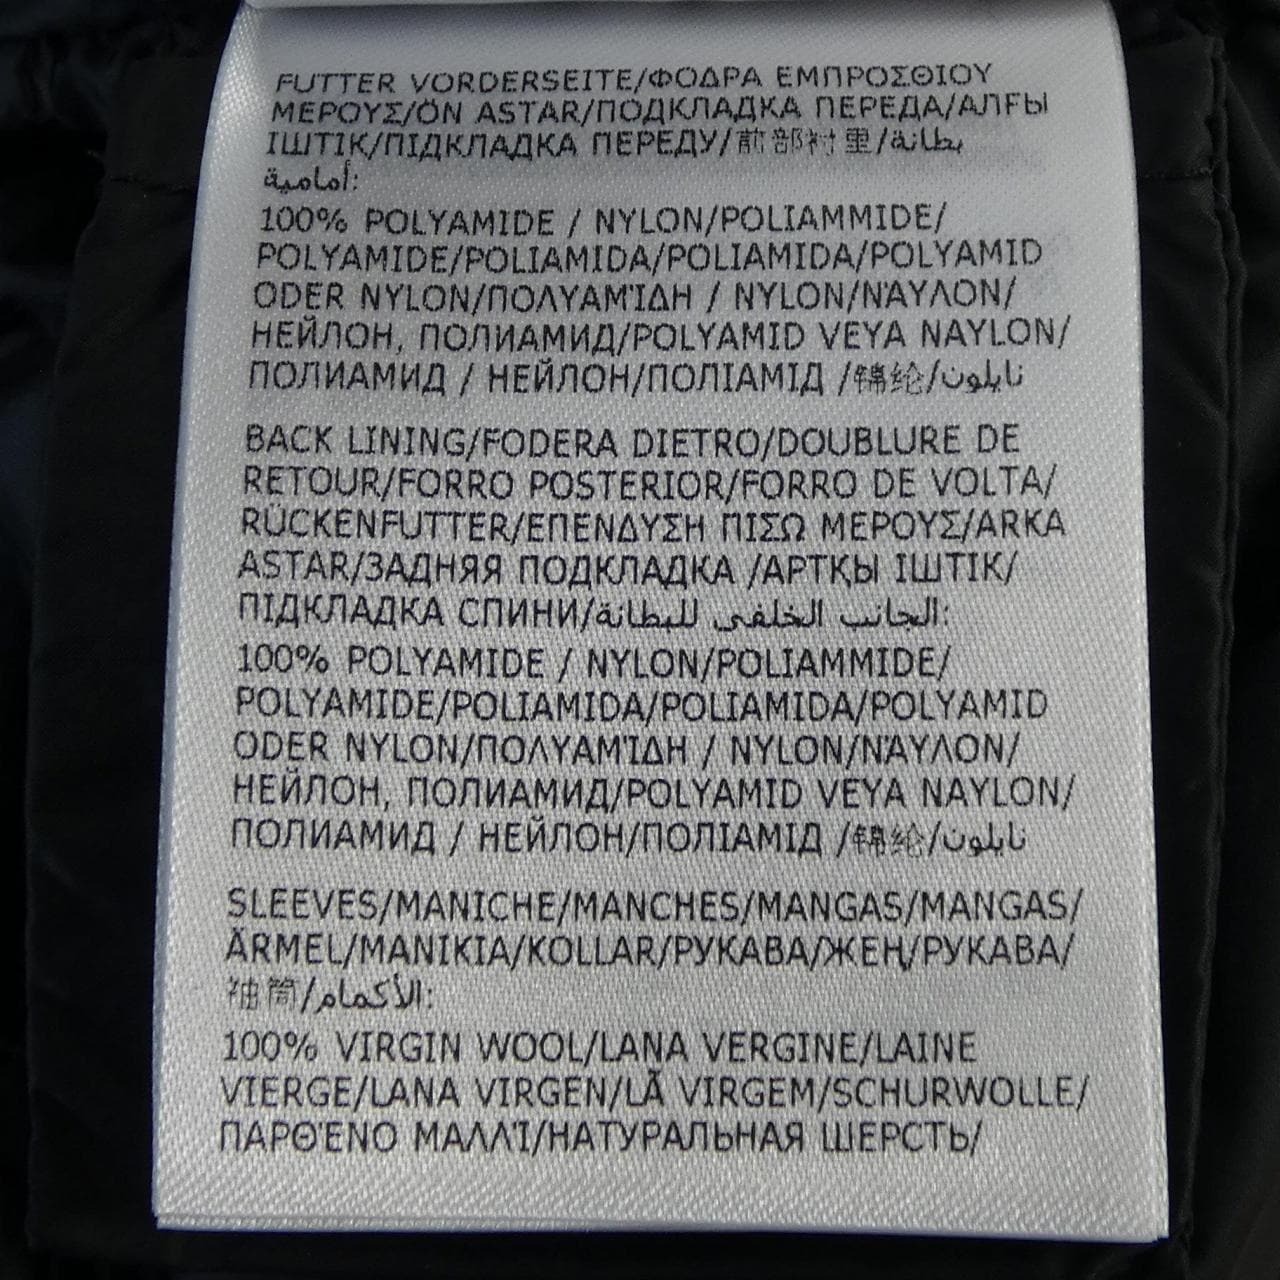 FUTTER VORDERSEITE/ΦΟΔΡΑ ΕΜΠΡΟΣΘΙΟΥ
ΜΕΡΟΥΣ/ÖN ASTAR/ПОДКЛАДКА ПЕРЕДА/АЛҒЫ
ІШТІК/ПІДКЛАДКА ПЕРЕДУ/前部衬里/بطانة
أمامية:
100% POLYAMIDE / NYLON/POLIAMMIDE/
POLYAMIDE/POLIAMIDA/POLIAMIDA/POLYAMID
ODER NYLON/ΠΟΛΥΑΜΊΔΗ / NYLON/ΝΆΥΛΟΝ/
НЕЙЛОН, ПОЛИАМИД/POLYAMID VEYA NAYLON/
ПОЛИАМИД / НЕЙЛОН/ПОЛІАМІД /锦纶/نايلون
BACK LINING/FODERA DIETRO/DOUBLURE DE
RETOUR/FORRO POSTERIOR/FORRO DE VOLTA/
RÜCKENFUTTER/ΕΠΕΝΔΥΣΗ ΠΙΣΩ ΜΕΡΟΥΣ/ARKA
ASTAR/ЗАДНЯЯ ПОДКЛАДКА /АРТҚЫ ІШТІК/
ПІДКЛАДКА СПИНИ/الجانب الخلفي للبطانة:
100% POLYAMIDE / NYLON/POLIAMMIDE/
POLYAMIDE/POLIAMIDA/POLIAMIDA/POLYAMID
ODER NYLON/ΠΟΛΥΑΜΊΔΗ / NYLON/ΝΆΥΛΟΝ/
НЕЙЛОН, ПОЛИАМИД/POLYAMID VEYA NAYLON/
ПОЛИАМИД / НЕЙЛОН/ПОЛІАМІД /锦纶/نايلون
SLEEVES/MANICHE/MANCHES/MANGAS/MANGAS/
ÄRMEL/ΜΑΝΙΚΙΑ/KOLLAR/РУКАВА/ЖЕҢ/РУКАВА/
袖筒/الأكمام:
100% VIRGIN WOOL/LANA VERGINE/LAINE
VIERGE/LANA VIRGEN/LÃ VIRGEM/SCHURWOLLE/
ΠΑΡΘΈΝΟ ΜΑΛΛΊ/НАТУРАЛЬНАЯ ШЕРСТЬ/